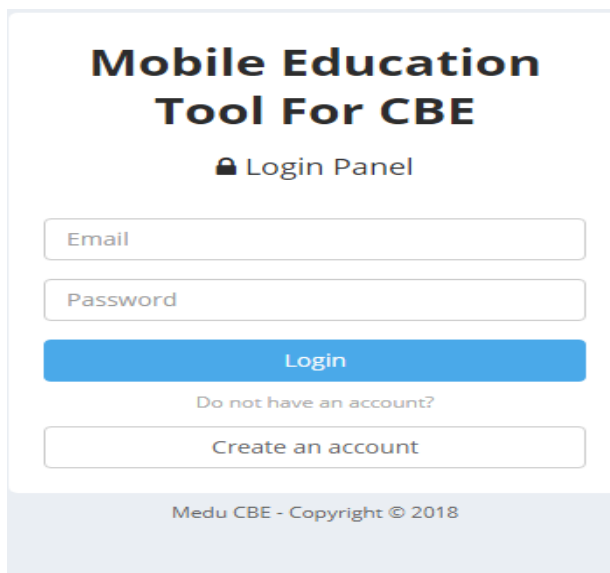 Mobile Education
Tool For CBE
Login Panel
Email
Password
Login
Do not have an account?
Create an account
Medu CBE - Copyright © 2018